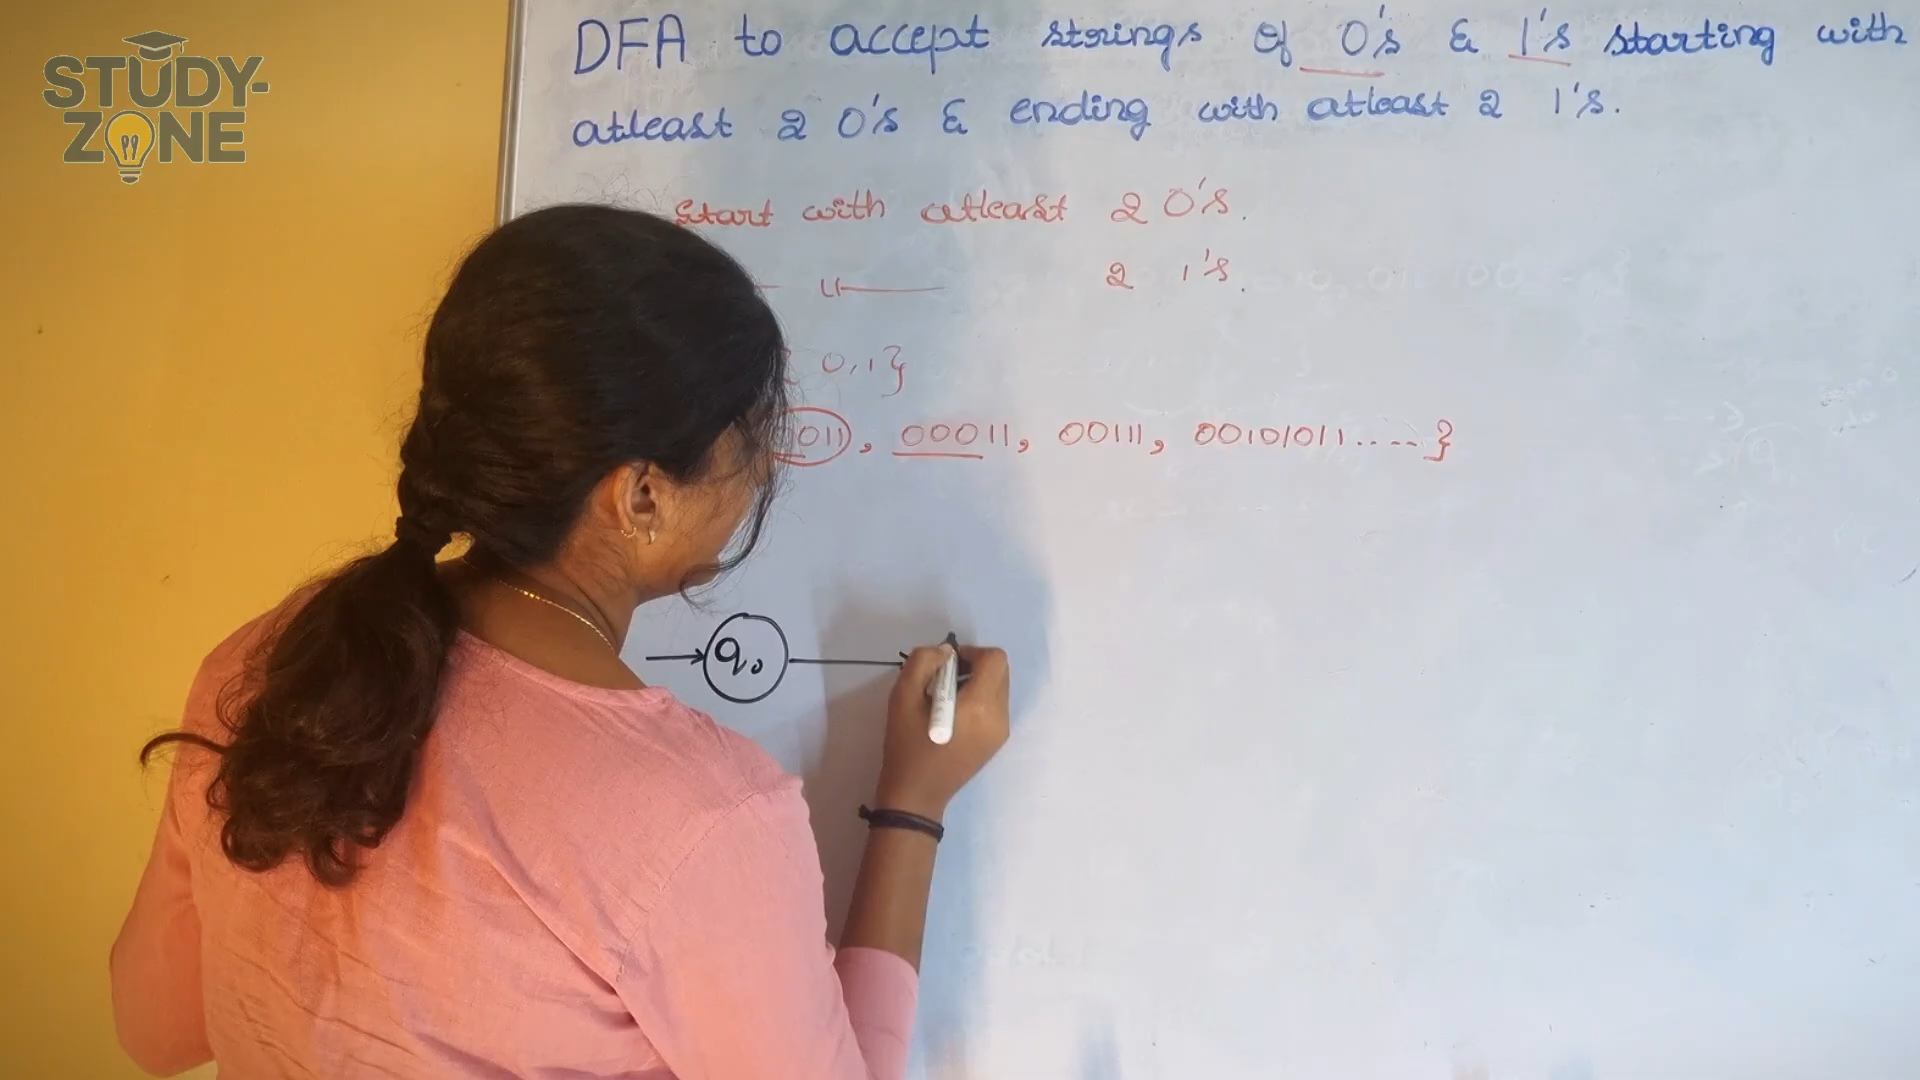 STUDY-
ZONE
DFA to accept strings of 0's & 1's starting with
atleast 2 0's & ending with atleast 2 1's.
start with atleast 2 0's.
2 1's.
0,1}
011, 00011, 00111, 00101011.....}
q0